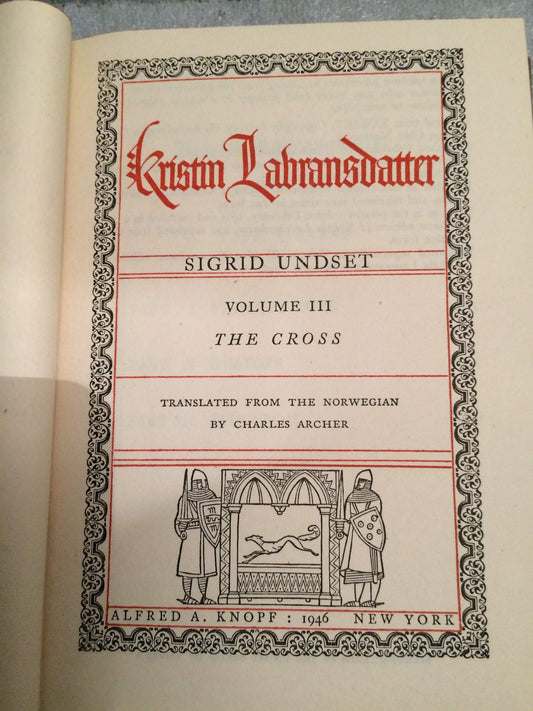 Kristin Labransdatter
SIGRID UNDSET
VOLUME III
THE CROSS
TRANSLATED FROM THE NORWEGIAN
BY CHARLES ARCHER
ALFRED A. KNOPF : 1946 NEW YORK